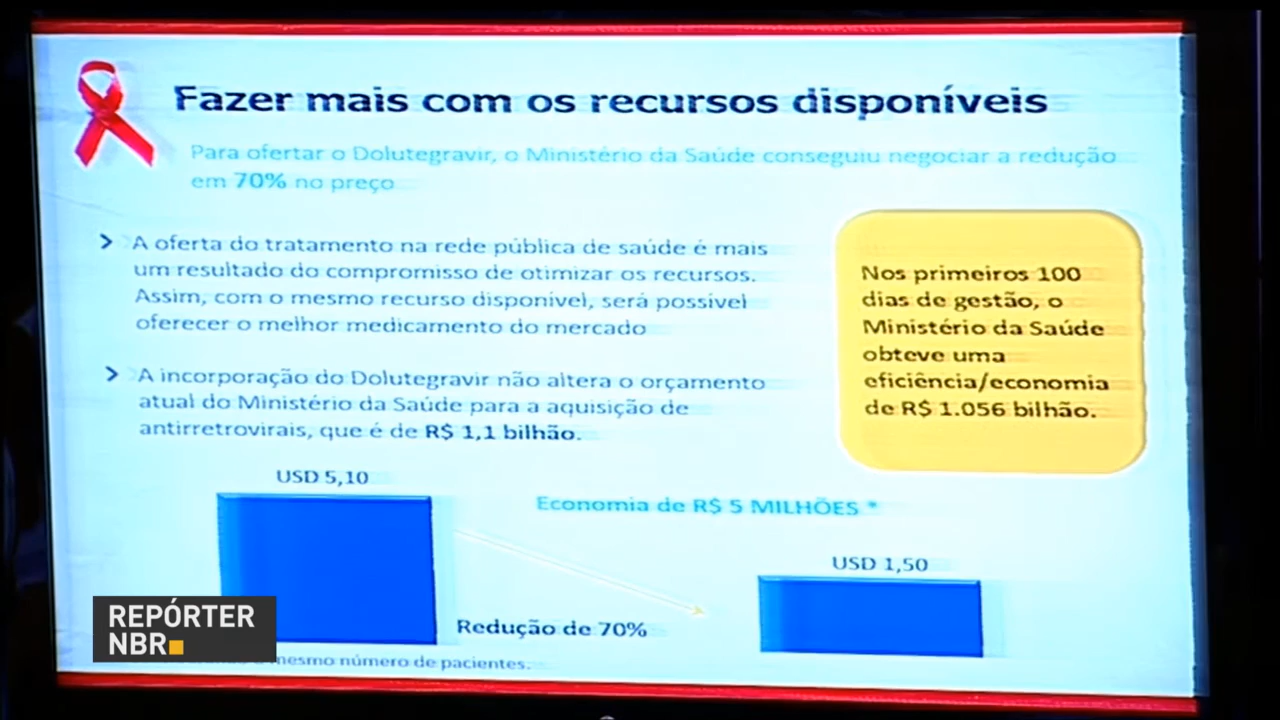 Fazer mais com os recursos disponíveis
Para ofertar o Dolutegravir, o Ministério da Saúde conseguiu negociar a redução
em 70% no preço
A oferta do tratamento na rede pública de saúde é mais
um resultado do compromisso de otimizar os recursos.
Assim, com o mesmo recurso disponível, será possível
oferecer o melhor medicamento do mercado
A incorporação do Dolutegravir não altera o orçamento
atual do Ministério da Saúde para a aquisição de
antirretrovirais, que é de R$ 1,1 bilhão.
Nos primeiros 100
dias de gestão, o
Ministério da Saúde
obteve uma
eficiência/economia
de R$ 1.056 bilhão.
USD 5,10
Economia de R$ 5 MILHÕES *
USD 1,50
Redução de 70%
mesmo número de pacientes.
REPÓRTER
NBR